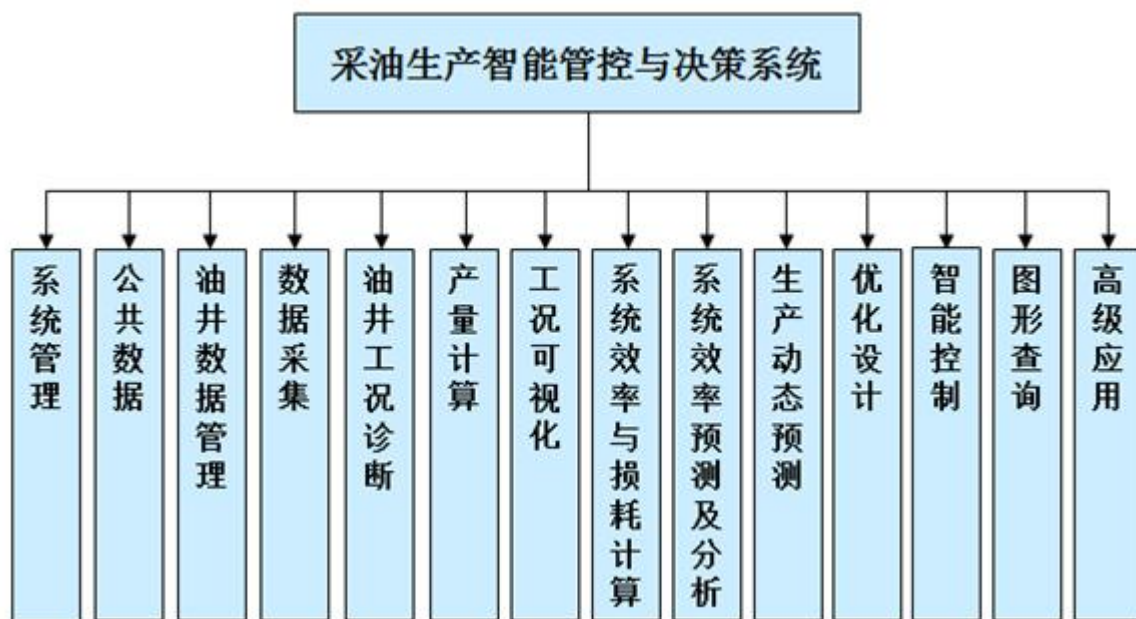 采油生产智能管控与决策系统
系统管理
公共数据
油井数据管理
数据采集
油井工况诊断
产量计算
工况可视化
系统效率与损耗计算
系统效率预测及分析
生产动态预测
优化设计
智能控制
图形查询
高级应用